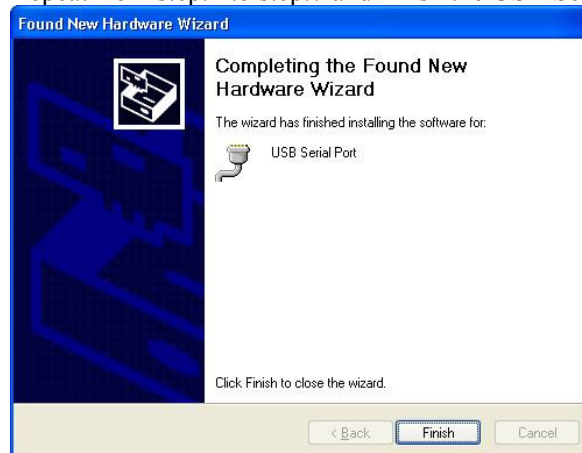 Found New Hardware Wizard
Completing the Found New
Hardware Wizard
The wizard has finished installing the software for:
USB Serial Port
Click Finish to close the wizard.
< Back
Finish
Cancel